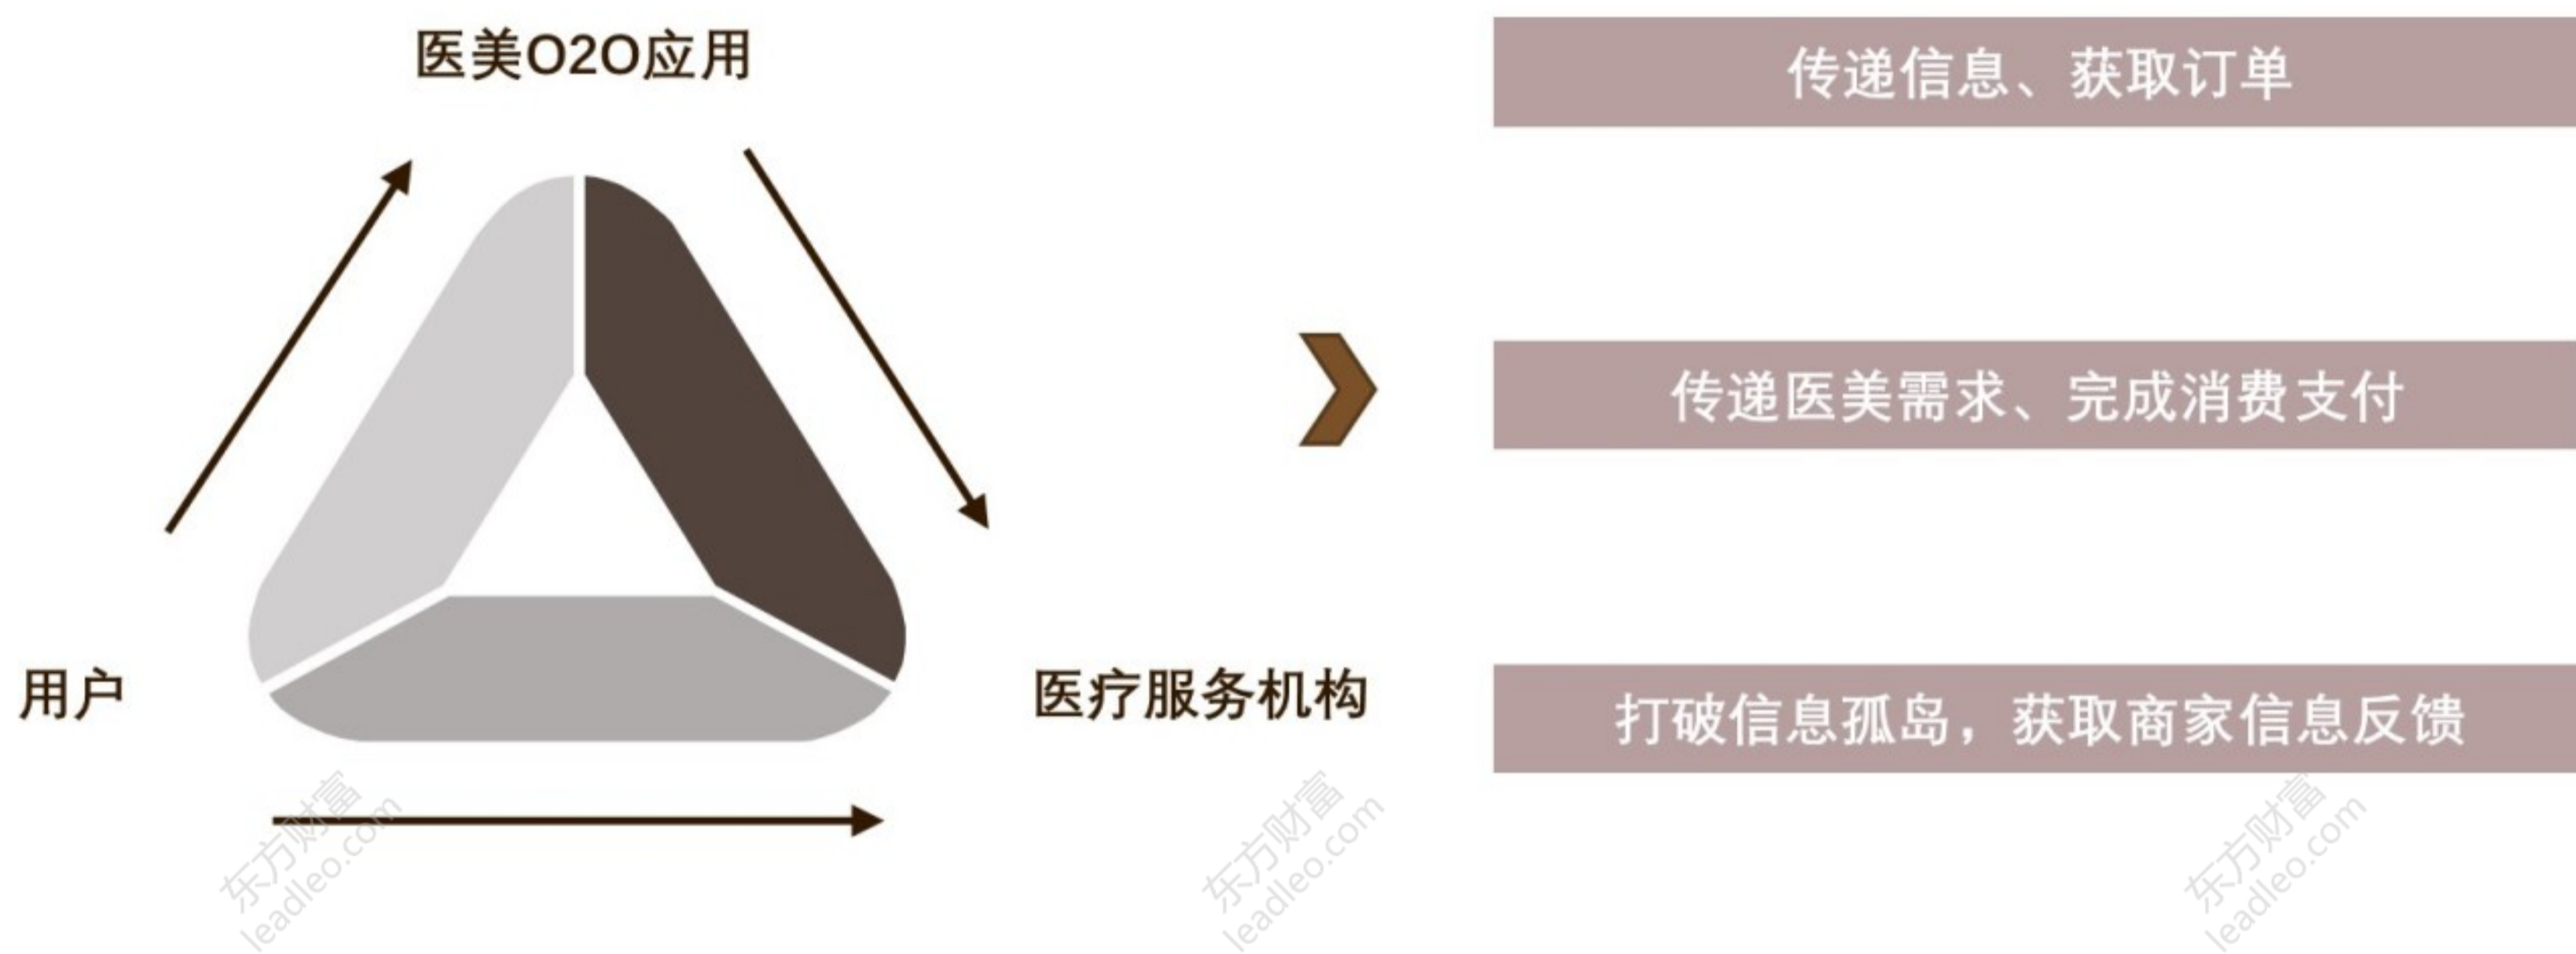 医美O2O应用
传递信息、获取订单
传递医美需求、完成消费支付
用户
医疗服务机构
打破信息孤岛，获取商家信息反馈
东方财富
leadleo.com
东方财富
leadleo.com
东方财富
leadleo.com